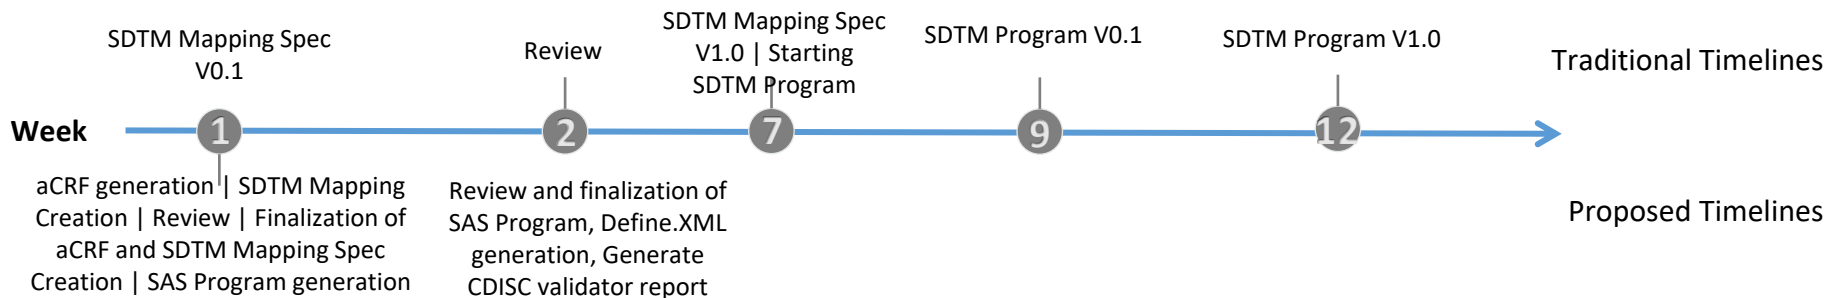 SDTM Mapping Spec
V0.1
Review
SDTM Mapping Spec
V1.0 | Starting
SDTM Program
SDTM Program V0.1
SDTM Program V1.0
Traditional Timelines
Week
1
2
7
9
12
aCRF generation | SDTM Mapping
Creation | Review | Finalization of
aCRF and SDTM Mapping Spec
Creation | SAS Program generation
Review and finalization of
SAS Program, Define.XML
generation, Generate
CDISC validator report
Proposed Timelines